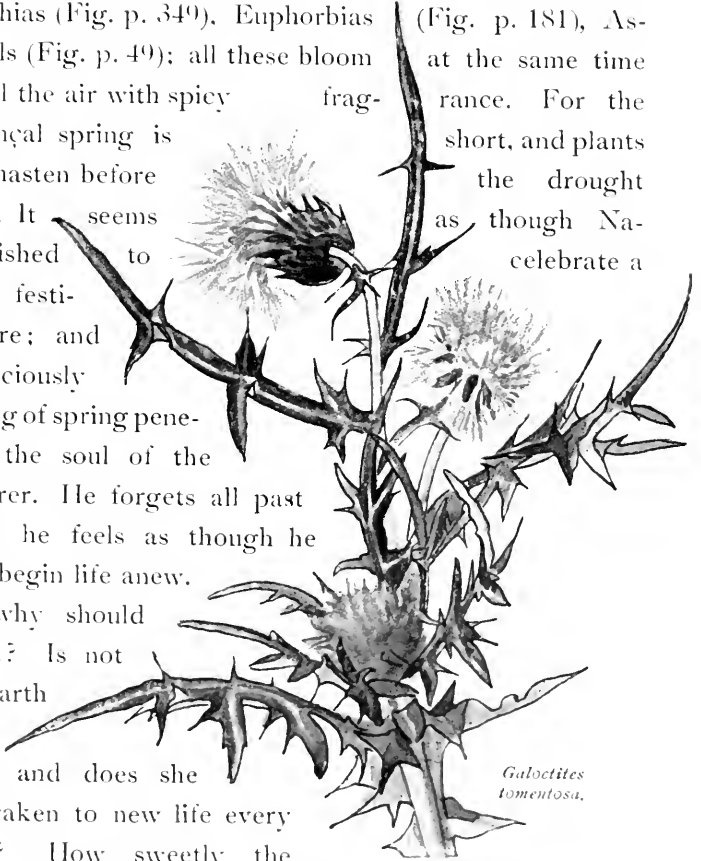 hias (Fig. p. 349), Euphorbias (Fig. p. 181), As-
ls (Fig. p. 49); all these bloom at the same time
l the air with spicy frag- rance. For the
nçal spring is short, and plants
hasten before the drought
. It seems as though Na-
ished to celebrate a
festi-
re; and
ciously
g of spring pene-
the soul of the
rer. He forgets all past
he feels as though he
begin life anew.
why should
? Is not
arth
and does she
aken to new life every
? How sweetly the
Galoctites
tomentosa.